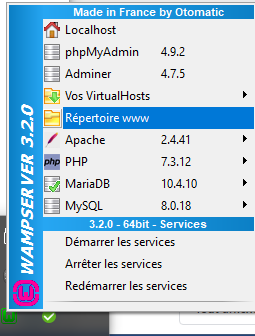 Made in France by Otomatic
Localhost
phpMyAdmin 4.9.2
Adminer 4.7.5
Vos VirtualHosts
Répertoire www
Apache 2.4.41
php PHP 7.3.12
MariaDB 10.4.10
MySQL 8.0.18
3.2.0 - 64bit - Services
Démarrer les services
Arrêter les services
Redémarrer les services
WAMPSERVER 3.2.0